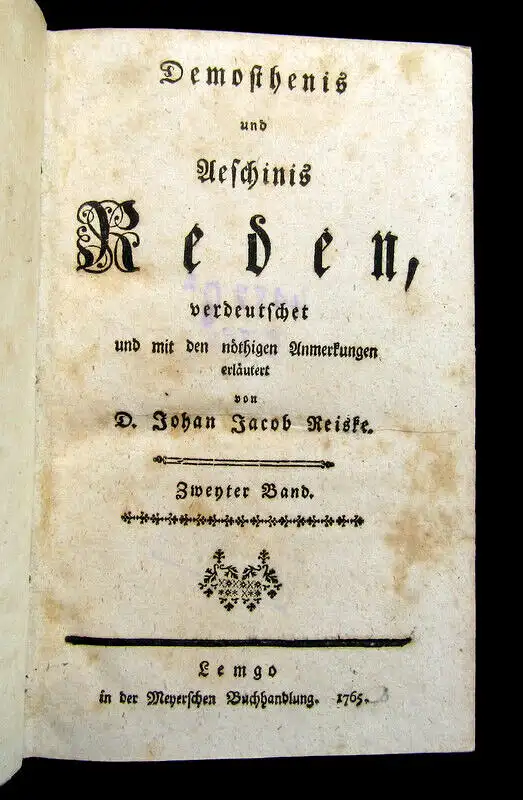 Demosthenis
und
Aeschinis
Reden,
verdeutschet
und mit den nöthigen Anmerkungen
erläutert
von
D. Johan Jacob Reiske.
Zweyter Band.
Lemgo
in der Meyerschen Buchhandlung. 1765.